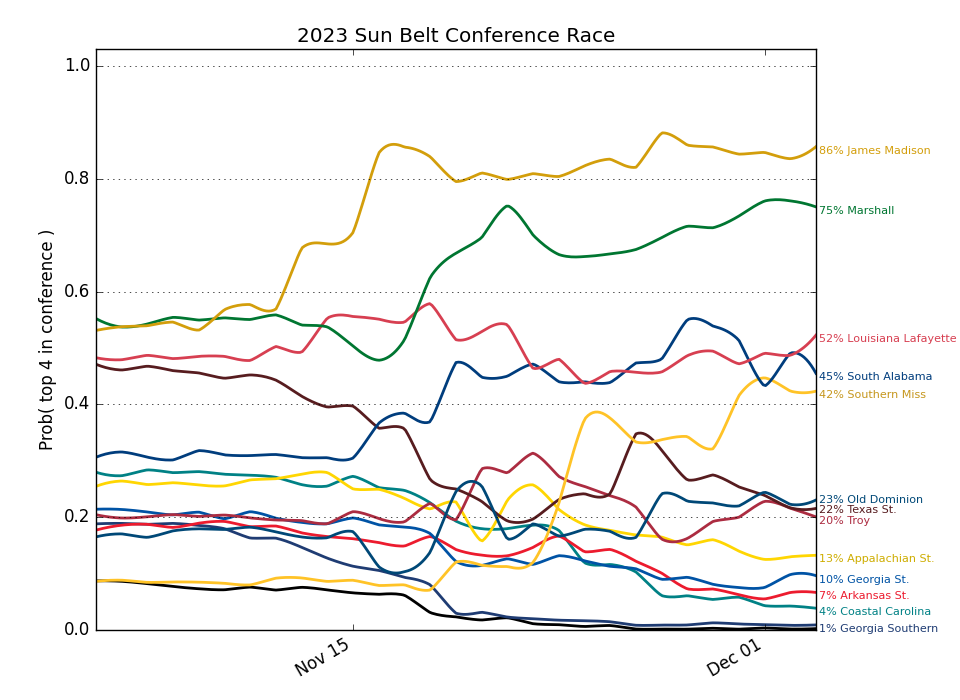 2023 Sun Belt Conference Race
Prob( top 4 in conference )
1.0
0.8
0.6
0.4
0.2
0.0
Nov 15
Dec 01
86% James Madison
75% Marshall
52% Louisiana Lafayette
45% South Alabama
42% Southern Miss
23% Old Dominion
22% Texas St.
20% Troy
13% Appalachian St.
10% Georgia St.
7% Arkansas St.
4% Coastal Carolina
1% Georgia Southern